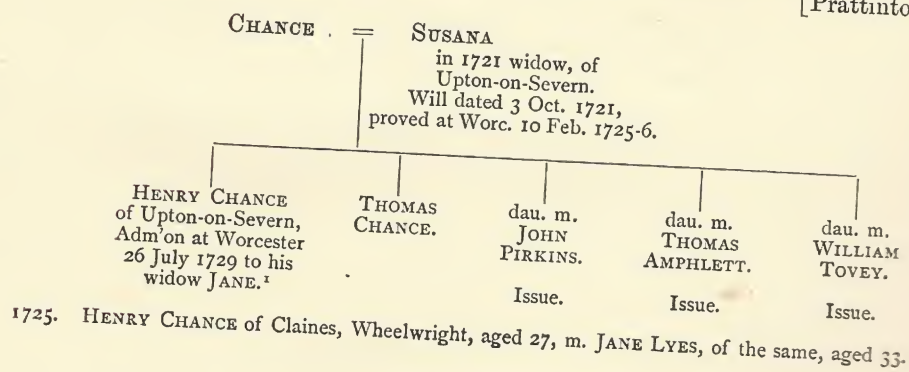 [Prattinto
CHANCE . = SUSANA
in 1721 widow, of
Upton-on-Severn.
Will dated 3 Oct. 1721,
proved at Worc. 10 Feb. 1725-6.
HENRY CHANCE
of Upton-on-Severn,
Adm'on at Worcester
26 July 1729 to his
widow JANE.¹
THOMAS
CHANCE.
dau. m.
JOHN
PIRKINS.
Issue.
dau. m.
THOMAS
AMPHLETT.
Issue.
dau. m.
WILLIAM
TOVEY.
Issue.
1725. HENRY CHANCE of Claines, Wheelwright, aged 27, m. JANE LYES, of the same, aged 33.